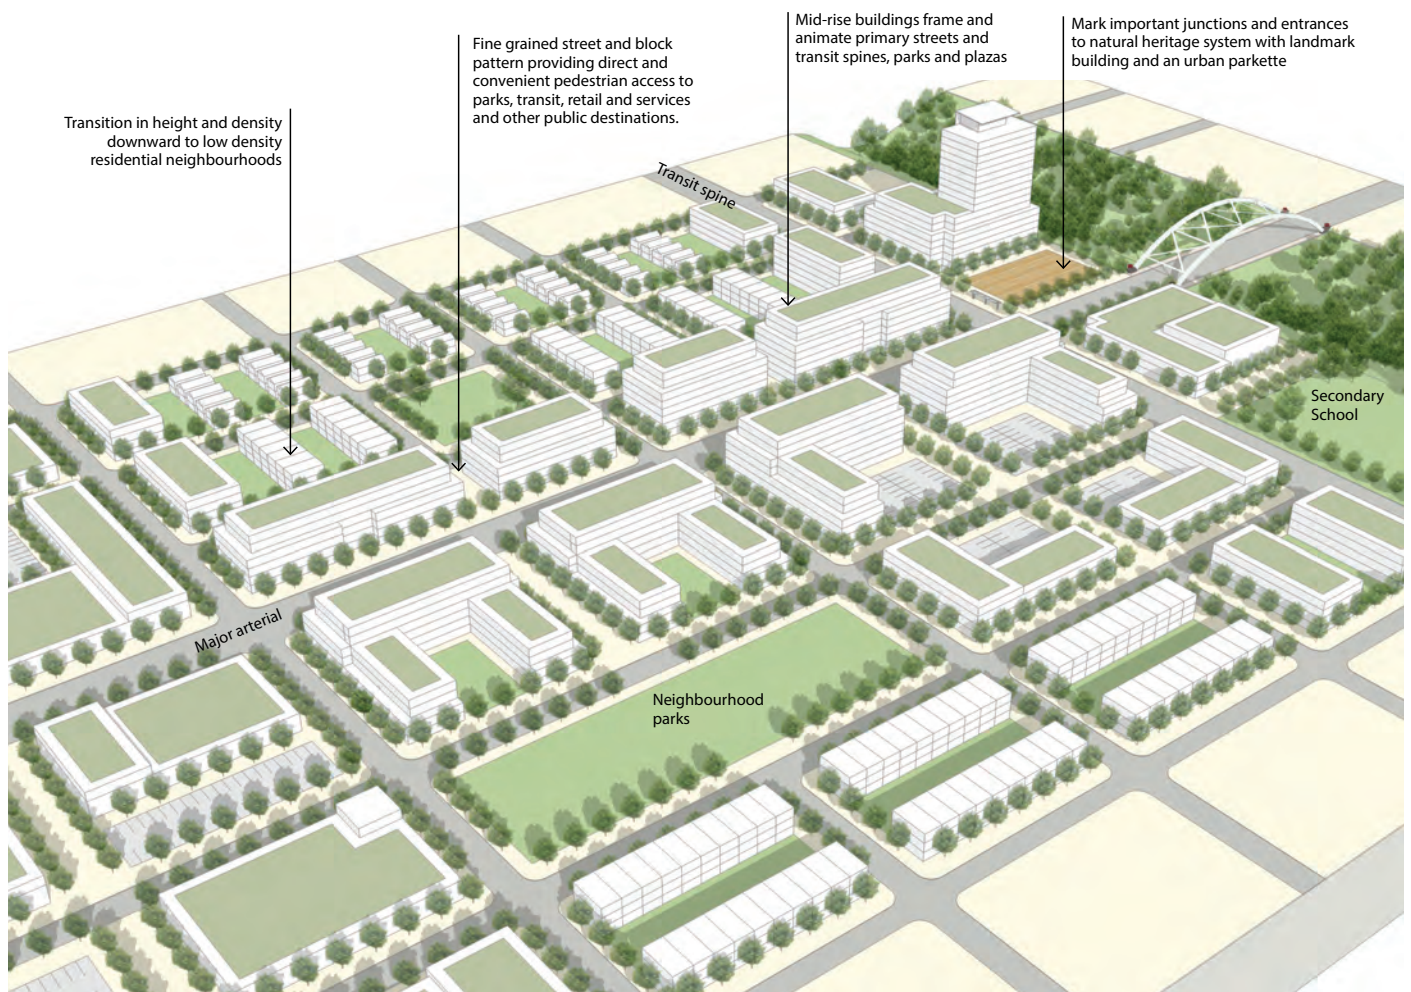 Transition in height and density
downward to low density
residential neighbourhoods
Fine grained street and block
pattern providing direct and
convenient pedestrian access to
parks, transit, retail and services
and other public destinations.
Mid-rise buildings frame and
animate primary streets and
transit spines, parks and plazas
Mark important junctions and entrances
to natural heritage system with landmark
building and an urban parkette
Transit spine
Secondary
School
Major arterial
Neighbourhood
parks